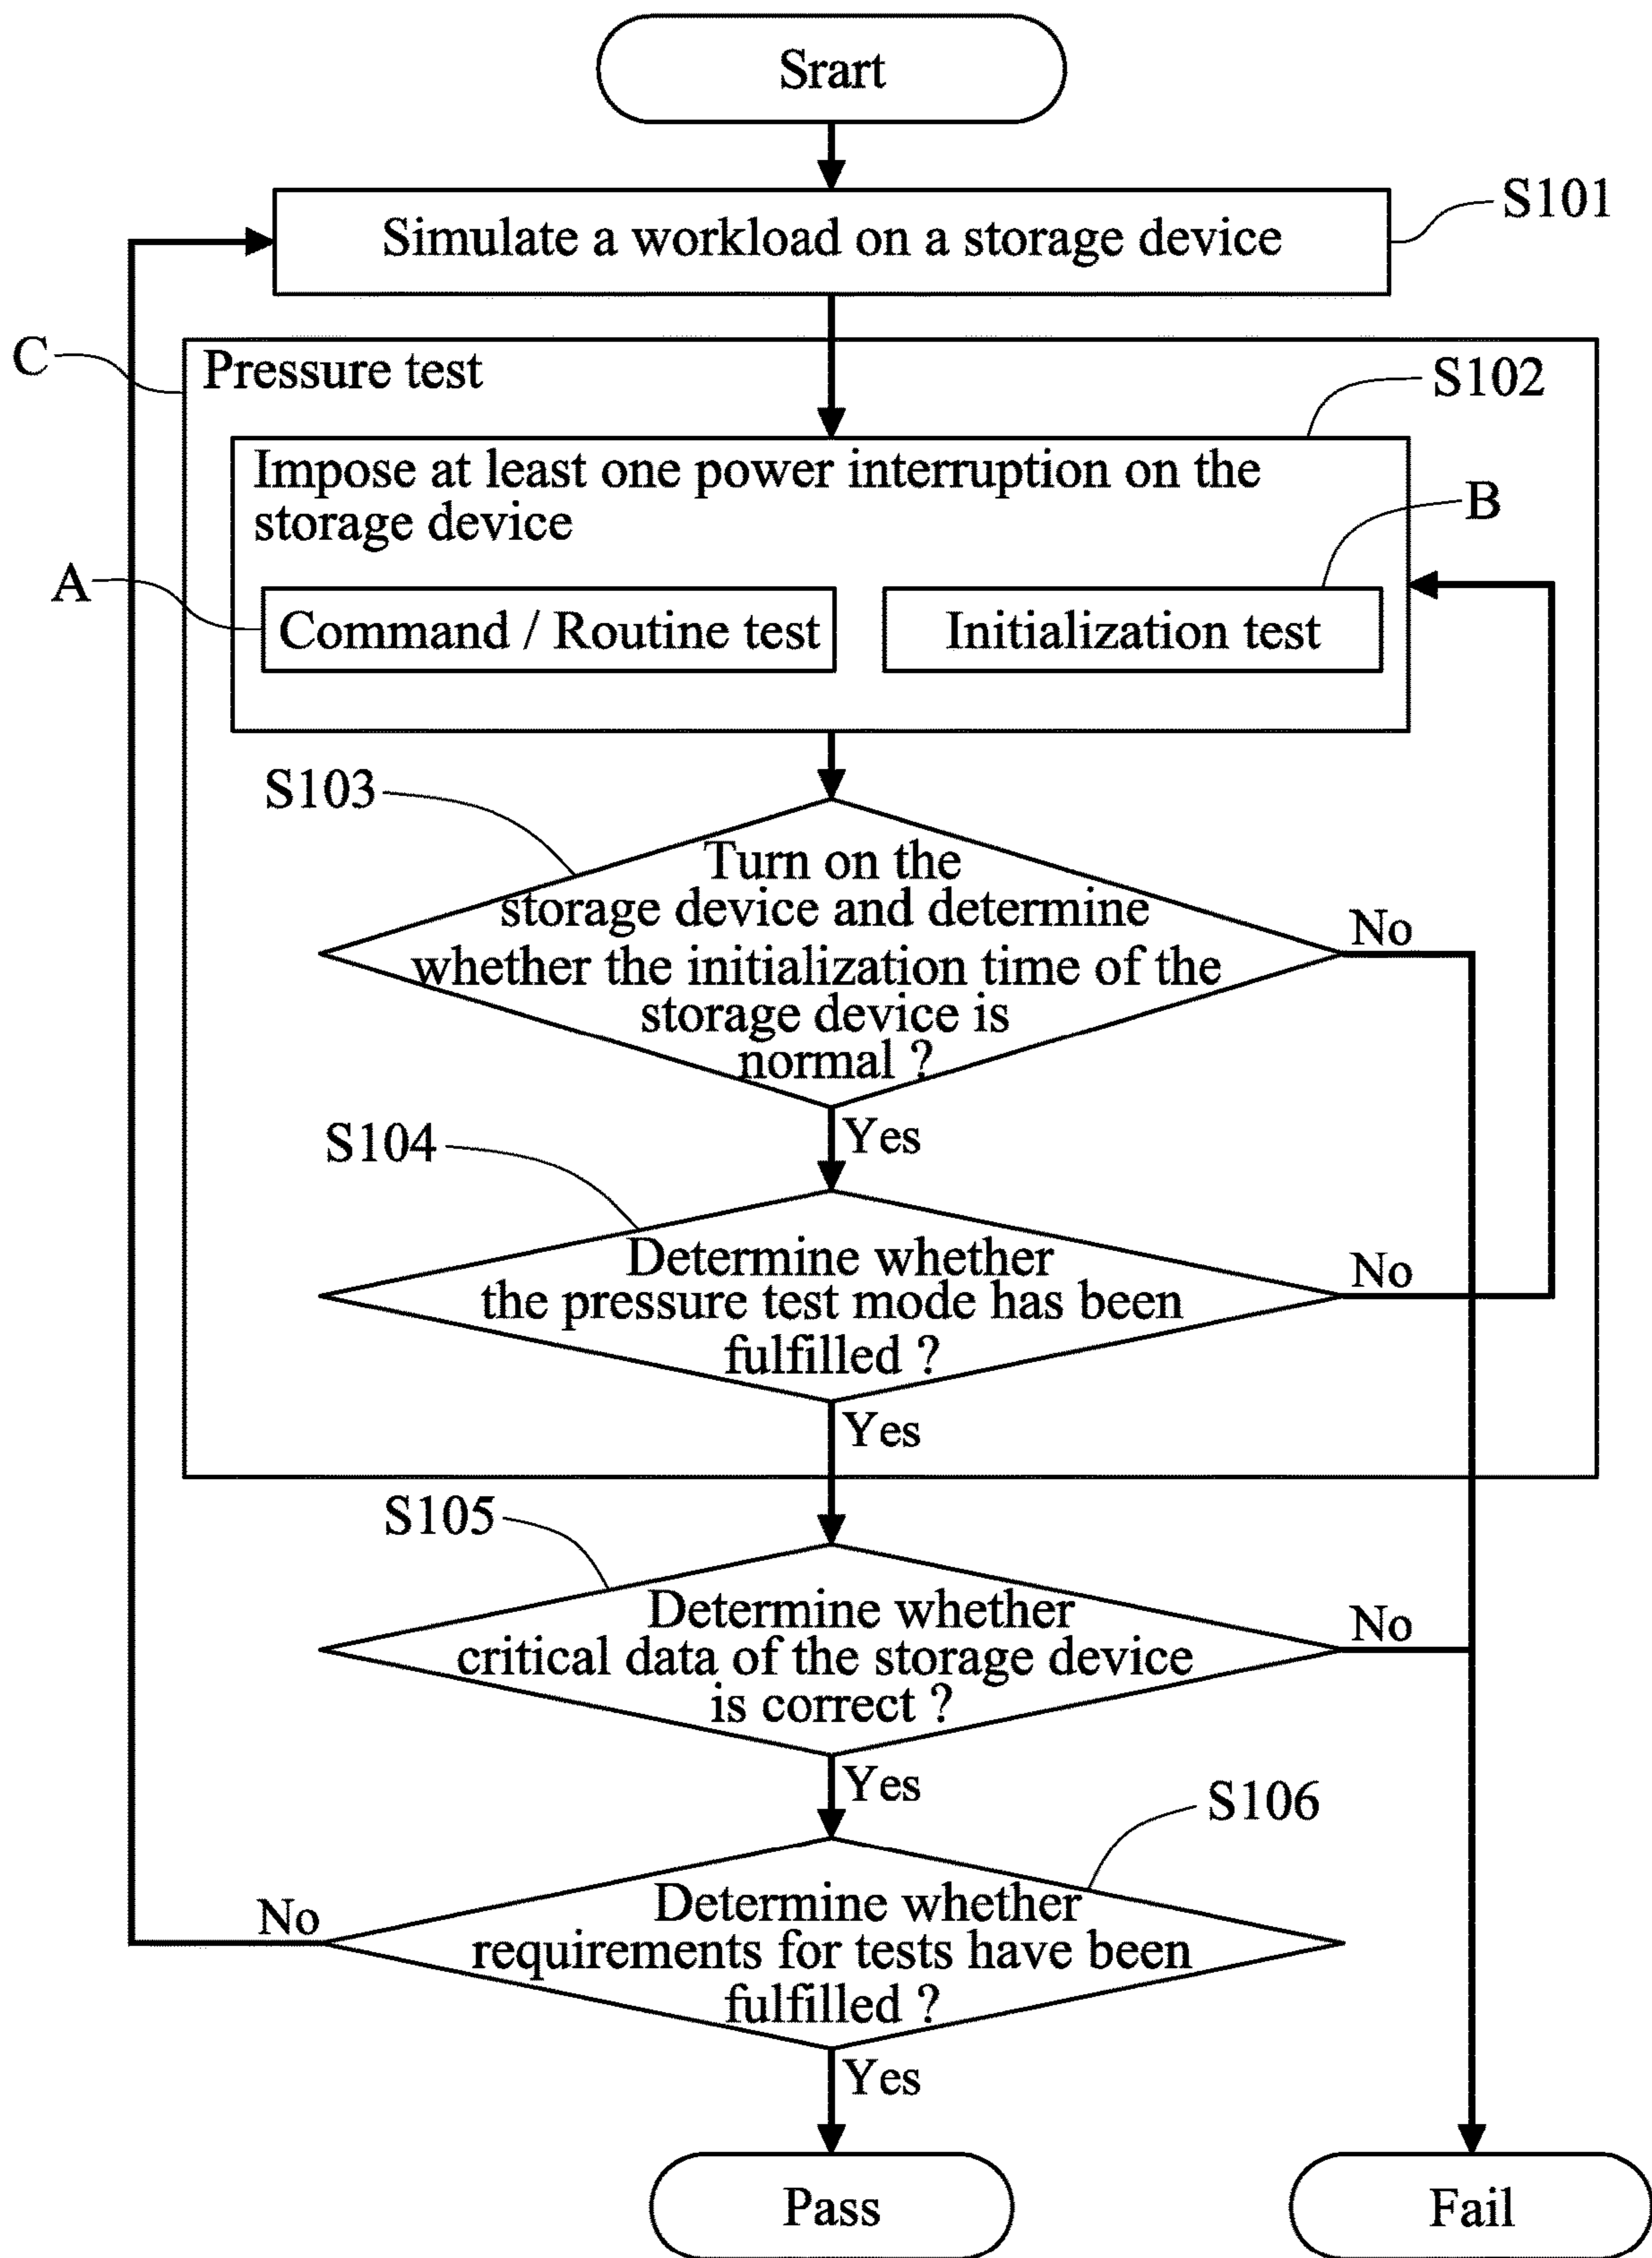 Srart
Simulate a workload on a storage device
S101
C
Pressure test
S102
Impose at least one power interruption on the
storage device
B
A
Command / Routine test
Initialization test
S103
Turn on the
storage device and determine
whether the initialization time of the
storage device is
normal ?
No
Yes
S104
Determine whether
the pressure test mode has been
fulfilled ?
No
Yes
S105
Determine whether
critical data of the storage device
is correct ?
No
Yes
S106
Determine whether
requirements for tests have been
fulfilled ?
No
Yes
Pass
Fail